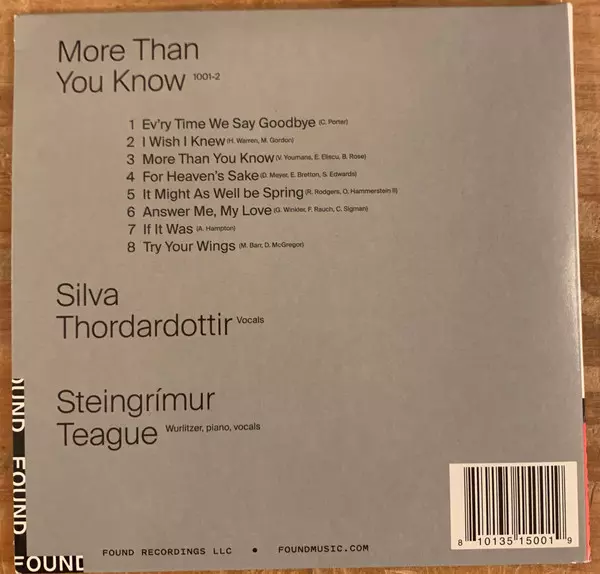 More Than
You Know 1001-2
1 Ev'ry Time We Say Goodbye (C. Porter)
2 I Wish I Knew (H. Warren, M. Gordon)
3 More Than You Know (V. Youmans, E. Eliscu, B. Rose)
4 For Heaven's Sake (D. Meyer, E. Bretton, S. Edwards)
5 It Might As Well be Spring (R. Rodgers, O. Hammerstein II)
6 Answer Me, My Love (G. Winkler, F. Rauch, C. Sigman)
7 If It Was (A. Hampton)
8 Try Your Wings (M. Barr, D. McGregor)
Silva
Thordardottir Vocals
Steingrímur
Teague Wurlitzer, piano, vocals
OUND FOUND
FOUND
FOUND RECORDINGS LLC • FOUNDMUSIC.COM
8 10135 15001 9